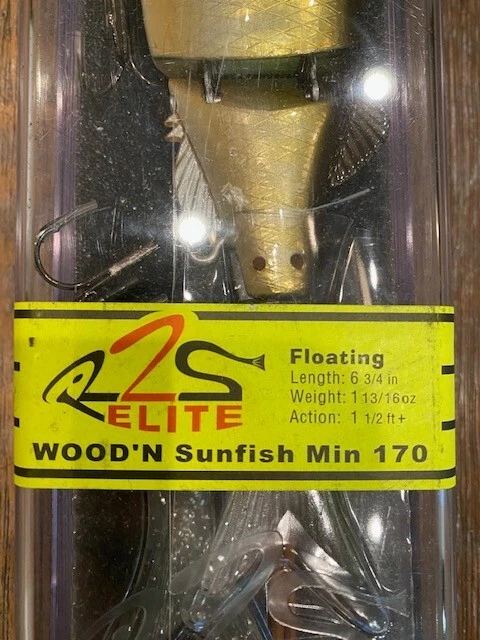 R2S
ELITE
Floating
Length: 6 3/4 in
Weight: 1 13/16oz
Action: 1 1/2 ft+
WOOD'N Sunfish Min 170